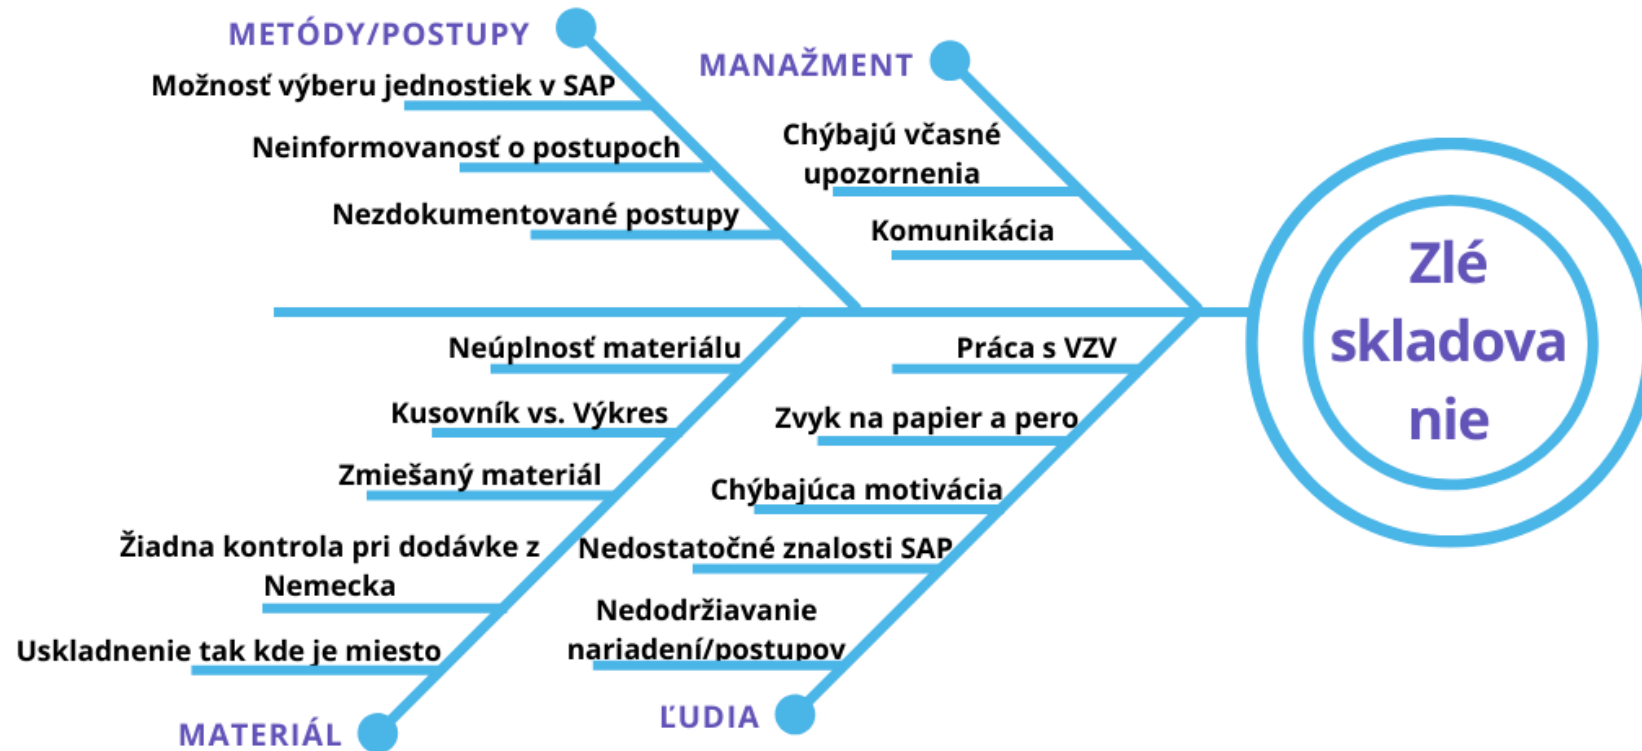 METÓDY/POSTUPY
Možnosť výberu jednostiek v SAP
Neinformovanosť o postupoch
Nezdokumentované postupy
MANAŽMENT
Chýbajú včasné
upozornenia
Komunikácia
Zlé
skladova
nie
Neúplnosť materiálu
Kusovník vs. Výkres
Zmiešaný materiál
Žiadna kontrola pri dodávke z
Nemecka
Uskladnenie tak kde je miesto
MATERIÁL
Práca s VZV
Zvyk na papier a pero
Chýbajúca motivácia
Nedostatočné znalosti SAP
Nedodržiavanie
nariadení/postupov
ĽUDIA